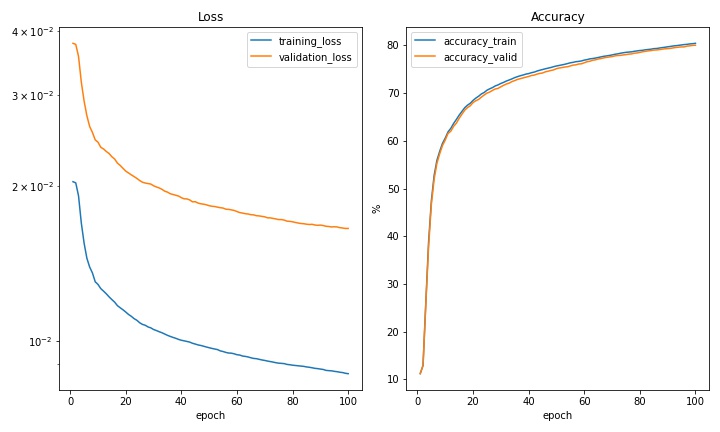 Loss
4 × 10⁻²
3 × 10⁻²
2 × 10⁻²
10⁻²
training_loss
validation_loss
0
20
40
60
80
100
epoch
Accuracy
accuracy_train
accuracy_valid
80
70
60
50
40
30
20
10
%
0
20
40
60
80
100
epoch